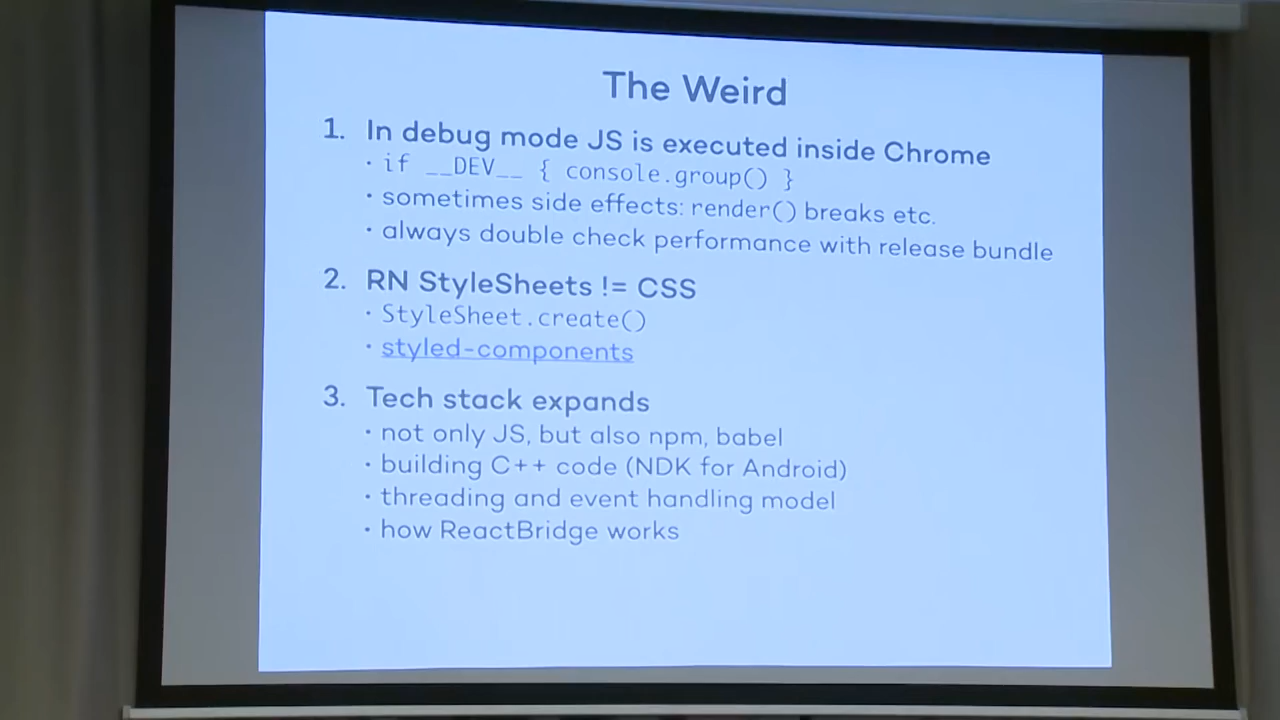 The Weird
1. In debug mode JS is executed inside Chrome
· if __DEV__ { console.group() }
· sometimes side effects: render() breaks etc.
· always double check performance with release bundle
2. RN StyleSheets != CSS
· StyleSheet.create()
· styled-components
3. Tech stack expands
· not only JS, but also npm, babel
· building C++ code (NDK for Android)
· threading and event handling model
· how ReactBridge works